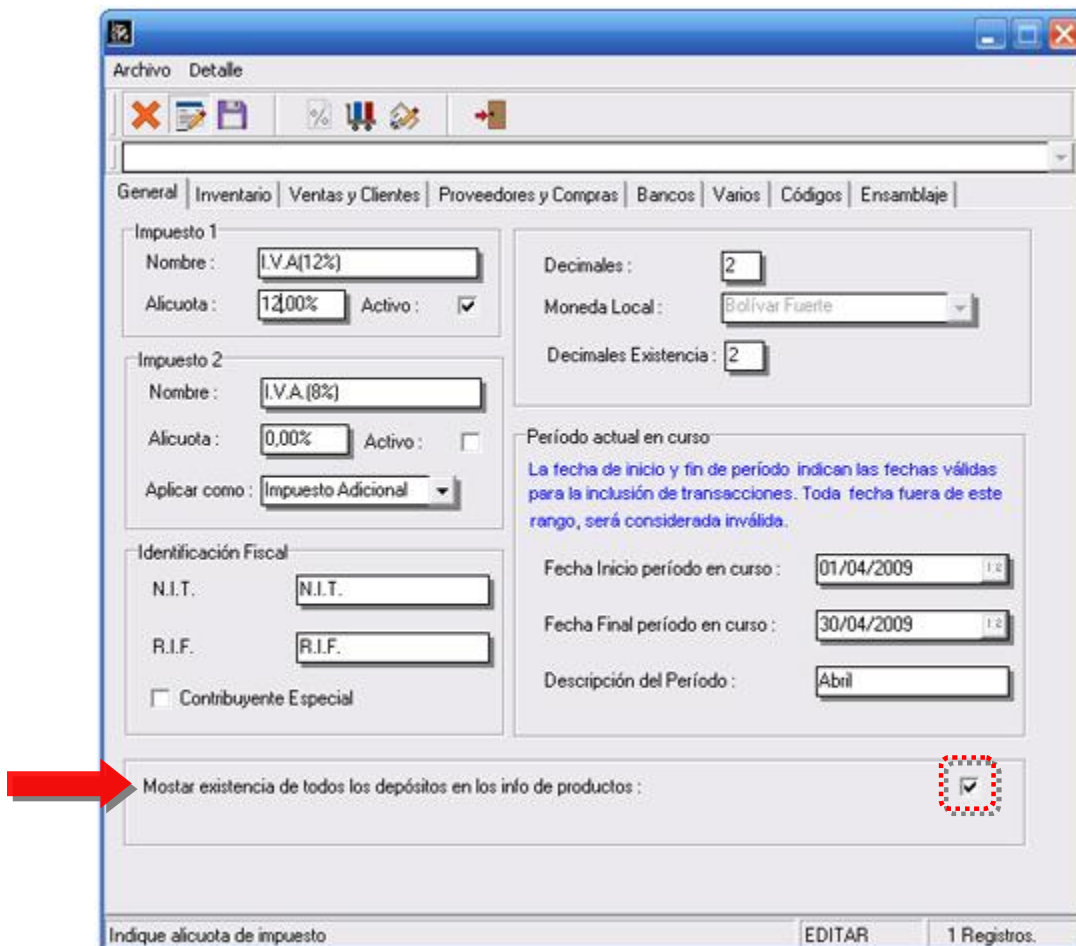 Archivo Detalle
General Inventario Ventas y Clientes Proveedores y Compras Bancos Varios Códigos Ensamblaje
Impuesto 1
Nombre : I.V.A(12%)
Alicuota : 12,00% Activo :
Impuesto 2
Nombre : I.V.A.(8%)
Alicuota : 0,00% Activo :
Aplicar como : Impuesto Adicional
Identificación Fiscal
N.I.T. N.I.T.
R.I.F. R.I.F.
Contribuyente Especial
Decimales : 2
Moneda Local : Bolívar Fuerte
Decimales Existencia : 2
Período actual en curso
La fecha de inicio y fin de período indican las fechas válidas
para la inclusión de transacciones. Toda fecha fuera de este
rango, será considerada inválida.
Fecha Inicio período en curso : 01/04/2009
Fecha Final período en curso : 30/04/2009
Descripción del Período : Abril
Mostar existencia de todos los depósitos en los info de productos :
Indique alicuota de impuesto EDITAR 1 Registros.